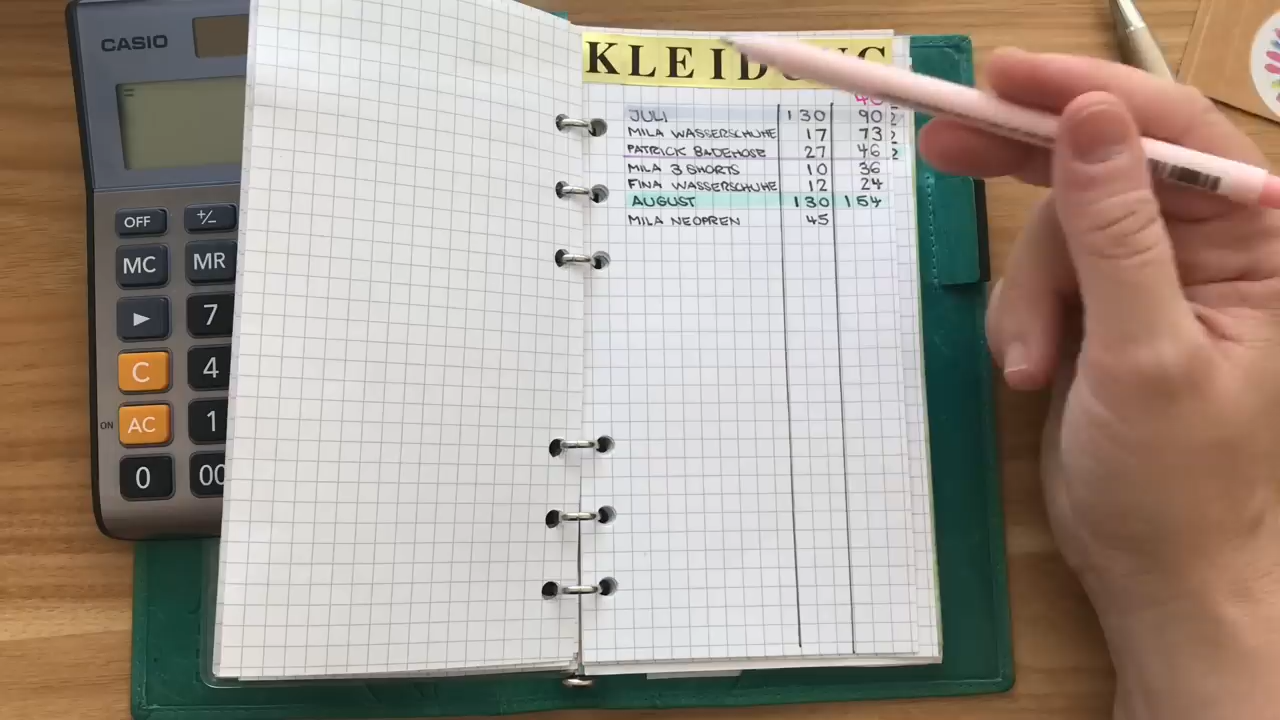 CASIO
OFF +/-
MC MR
7
C 4
ON AC 1
0 00
KLEIDUNG
JULI 130 90
MILA WASSERSCHUHE 17 73
PATRICK BADEHOSE 27 46
MILA 3 SHORTS 10 36
FINA WASSERSCHUHE 12 24
AUGUST 130 154
MILA NEOPREN 45